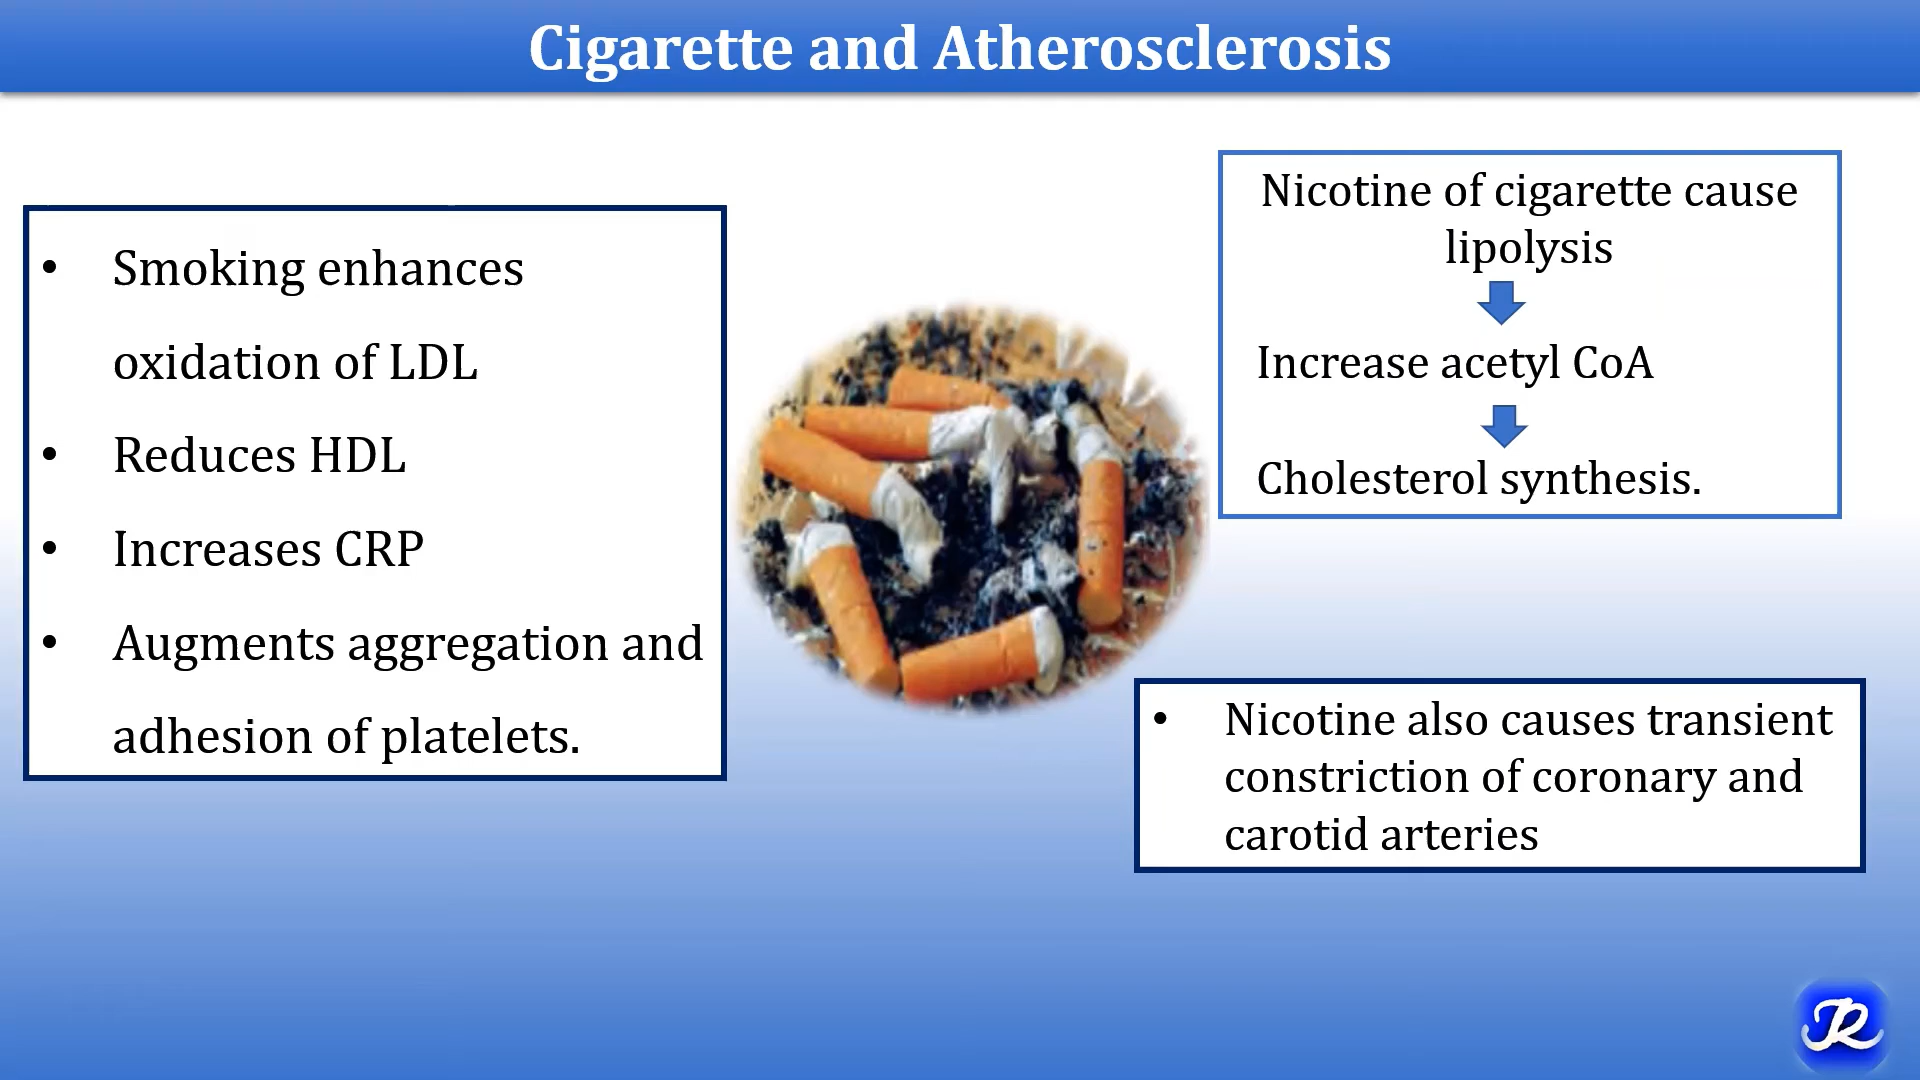 Cigarette and Atherosclerosis
• Smoking enhances
oxidation of LDL
• Reduces HDL
• Increases CRP
• Augments aggregation and
adhesion of platelets.
Nicotine of cigarette cause
lipolysis
Increase acetyl CoA
Cholesterol synthesis.
• Nicotine also causes transient
constriction of coronary and
carotid arteries
R